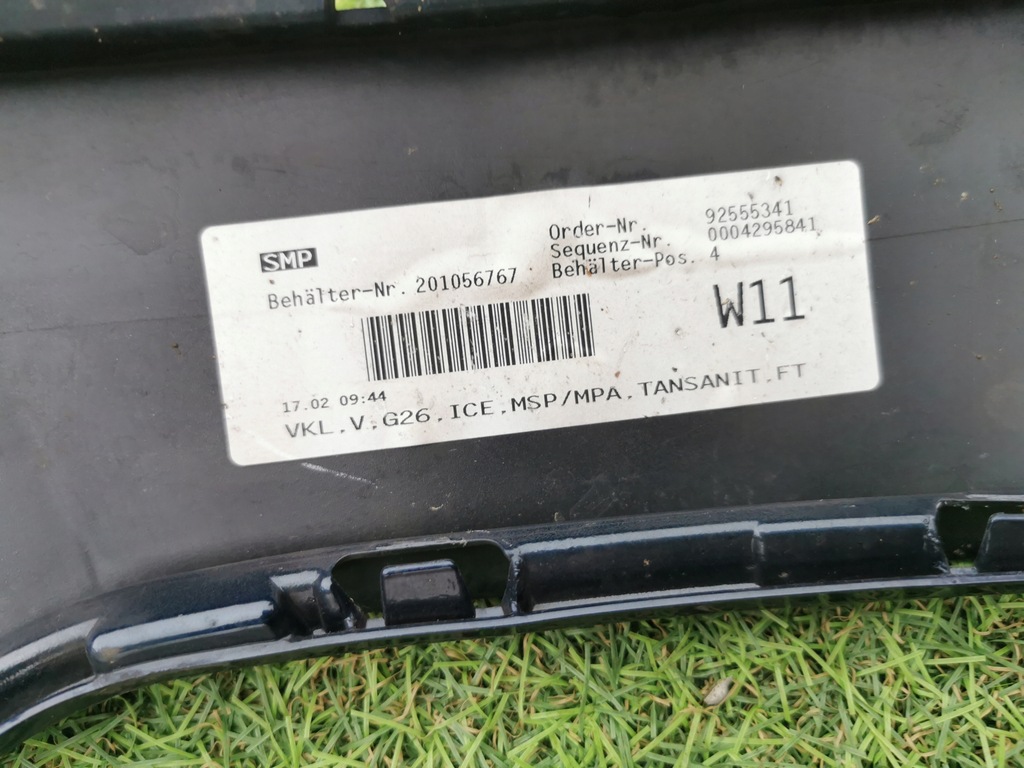 SMP
Order-Nr. 92555341
Sequenz-Nr. 0004295841
Behälter-Nr. 201056767 Behälter-Pos. 4
W11
17.02 09:44
VKL.V.G26.ICE.MSP/MPA.TANSANIT.FT